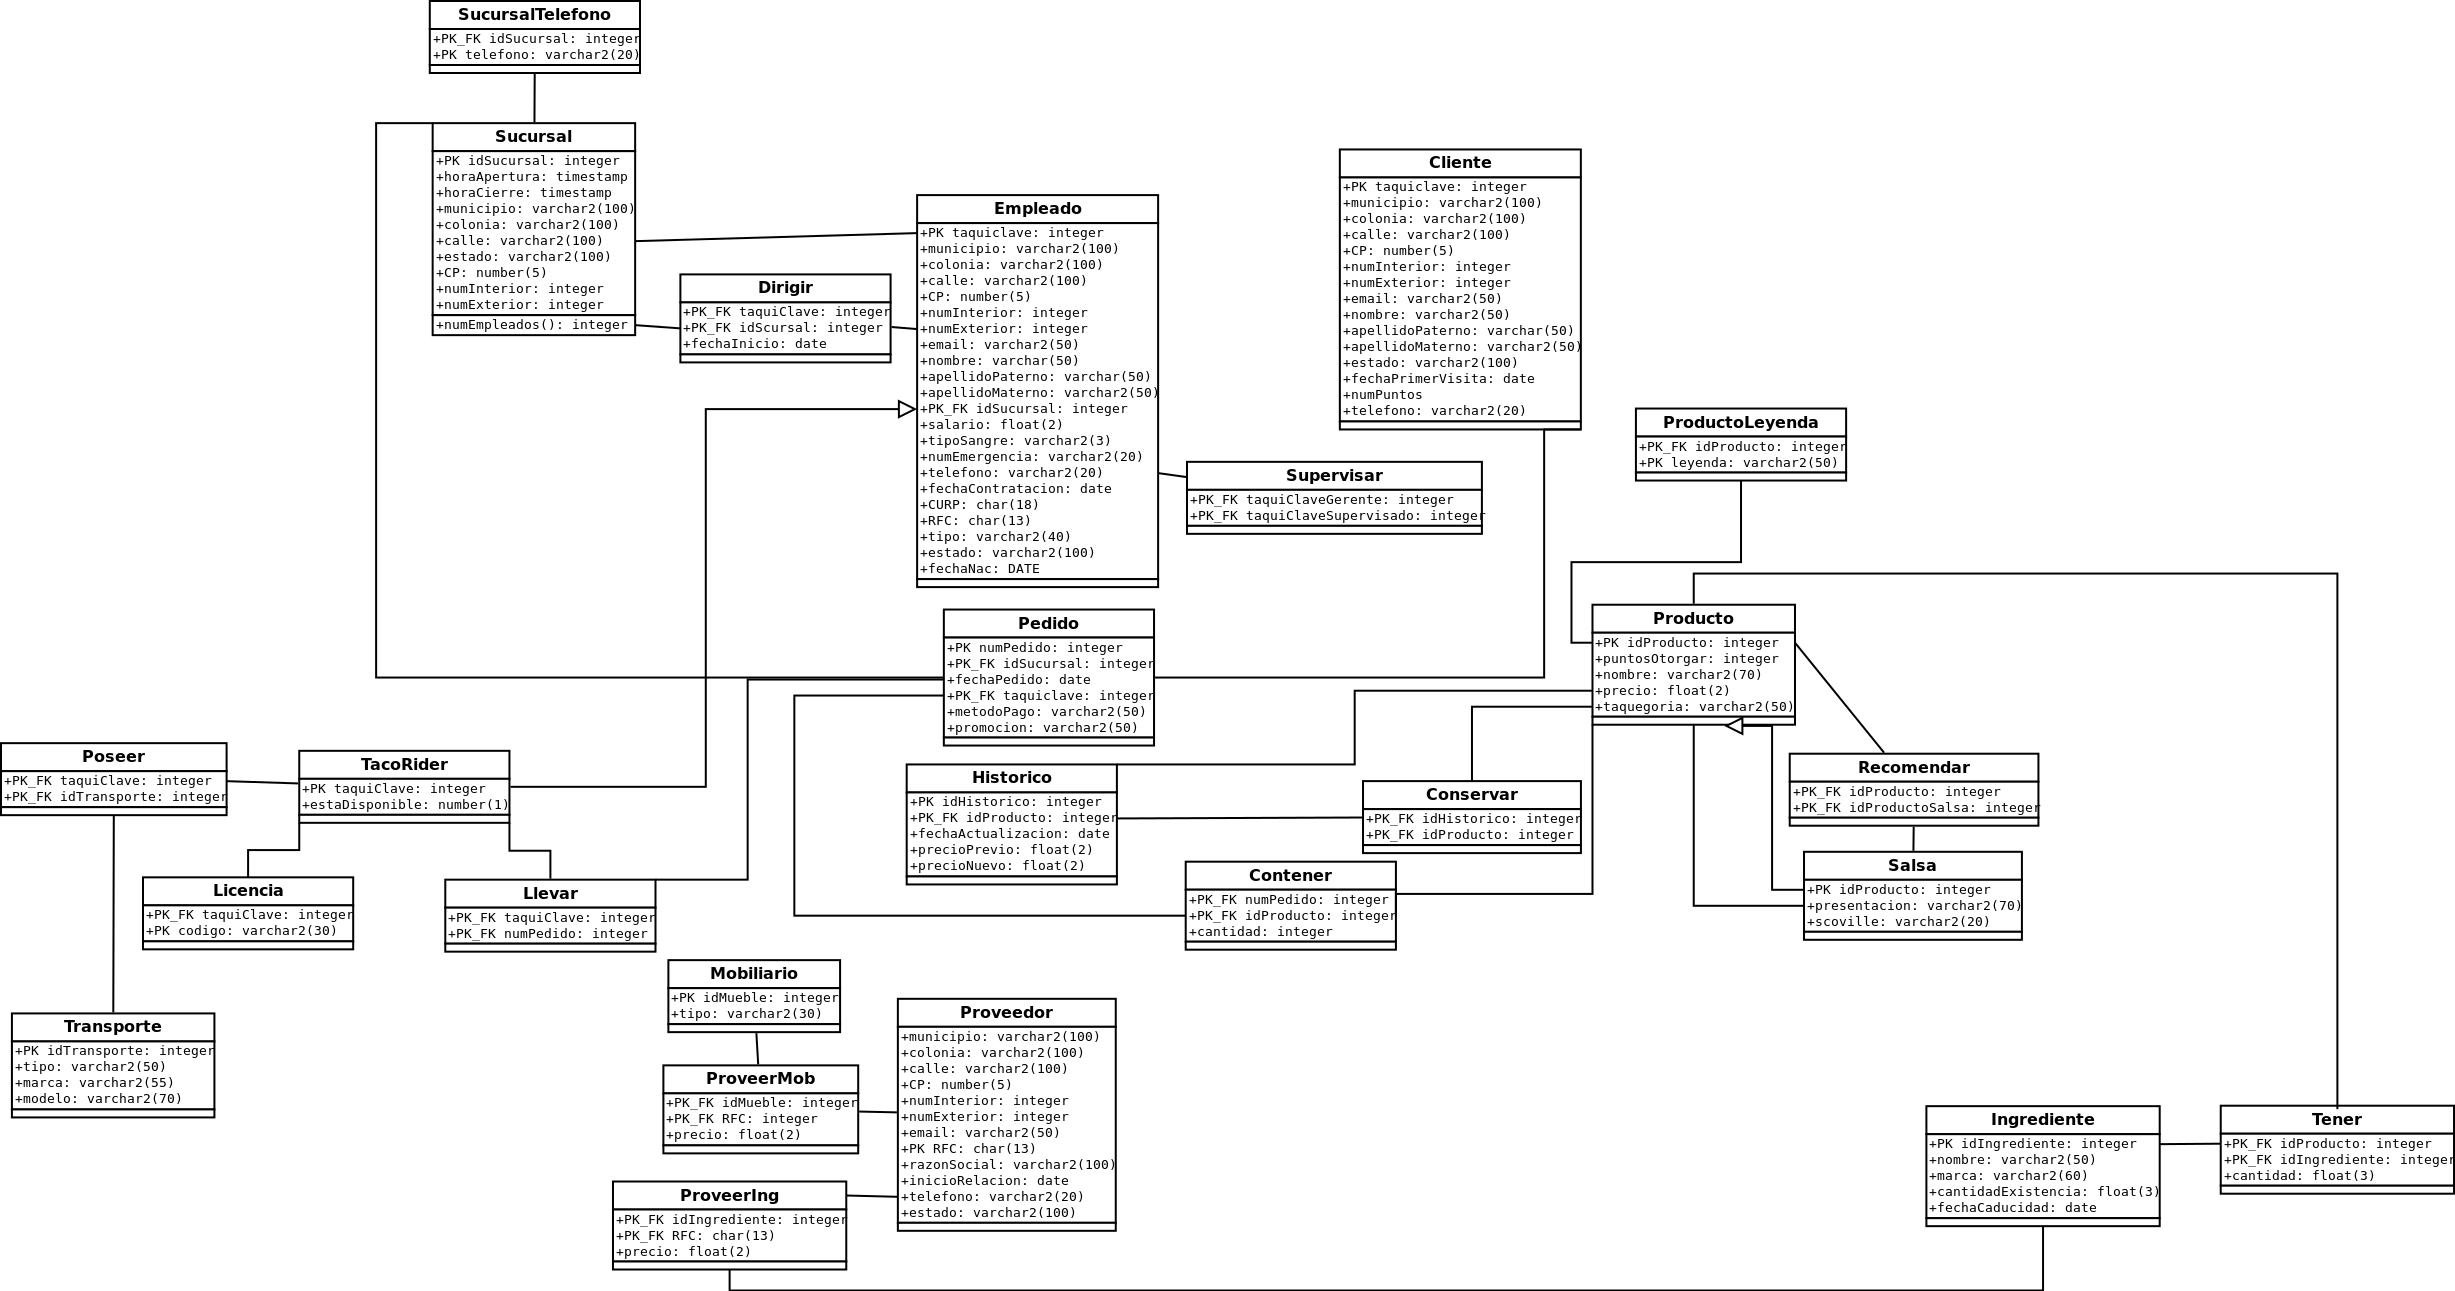 SucursalTelefono
+PK_FK idSucursal: integer
+PK telefono: varchar2(20)
Sucursal
+PK idSucursal: integer
+horaApertura: timestamp
+horaCierre: timestamp
+municipio: varchar2(100)
+colonia: varchar2(100)
+calle: varchar2(100)
+estado: varchar2(100)
+CP: number(5)
+numInterior: integer
+numExterior: integer
+numEmpleados(): integer
Dirigir
+PK_FK taquiClave: integer
+PK_FK idScursal: integer
+fechaInicio: date
Empleado
+PK taquiclave: integer
+municipio: varchar2(100)
+colonia: varchar2(100)
+calle: varchar2(100)
+CP: number(5)
+numInterior: integer
+numExterior: integer
+email: varchar2(50)
+nombre: varchar(50)
+apellidoPaterno: varchar(50)
+apellidoMaterno: varchar2(50)
+PK_FK idSucursal: integer
+salario: float(2)
+tipoSangre: varchar2(3)
+numEmergencia: varchar2(20)
+telefono: varchar2(20)
+fechaContratacion: date
+CURP: char(18)
+RFC: char(13)
+tipo: varchar2(40)
+estado: varchar2(100)
+fechaNac: DATE
Cliente
+PK taquiclave: integer
+municipio: varchar2(100)
+colonia: varchar2(100)
+calle: varchar2(100)
+CP: number(5)
+numInterior: integer
+numExterior: integer
+email: varchar2(50)
+nombre: varchar2(50)
+apellidoPaterno: varchar(50)
+apellidoMaterno: varchar2(50)
+estado: varchar2(100)
+fechaPrimerVisita: date
+numPuntos
+telefono: varchar2(20)
Supervisar
+PK_FK taquiClaveGerente: integer
+PK_FK taquiClaveSupervisado: integer
ProductoLeyenda
+PK_FK idProducto: integer
+PK leyenda: varchar2(50)
Pedido
+PK numPedido: integer
+PK_FK idSucursal: integer
+fechaPedido: date
+PK_FK taquiclave: integer
+metodoPago: varchar2(50)
+promocion: varchar2(50)
Producto
+PK idProducto: integer
+puntosOtorgar: integer
+nombre: varchar2(70)
+precio: float(2)
+taquegoria: varchar2(50)
Poseer
+PK_FK taquiClave: integer
+PK_FK idTransporte: integer
TacoRider
+PK taquiClave: integer
+estaDisponible: number(1)
Historico
+PK idHistorico: integer
+PK_FK idProducto: integer
+fechaActualizacion: date
+precioPrevio: float(2)
+precioNuevo: float(2)
Conservar
+PK_FK idHistorico: integer
+PK_FK idProducto: integer
Recomendar
+PK_FK idProducto: integer
+PK_FK idProductoSalsa: integer
Licencia
+PK_FK taquiClave: integer
+PK codigo: varchar2(30)
Llevar
+PK_FK taquiClave: integer
+PK_FK numPedido: integer
Contener
+PK_FK numPedido: integer
+PK_FK idProducto: integer
+cantidad: integer
Salsa
+PK idProducto: integer
+presentacion: varchar2(70)
+scoville: varchar2(20)
Mobiliario
+PK idMueble: integer
+tipo: varchar2(30)
Transporte
+PK idTransporte: integer
+tipo: varchar2(50)
+marca: varchar2(55)
+modelo: varchar2(70)
ProveerMob
+PK_FK idMueble: integer
+PK_FK RFC: integer
+precio: float(2)
Proveedor
+municipio: varchar2(100)
+colonia: varchar2(100)
+calle: varchar2(100)
+CP: number(5)
+numInterior: integer
+numExterior: integer
+email: varchar2(50)
+PK RFC: char(13)
+razonSocial: varchar2(100)
+inicioRelacion: date
+telefono: varchar2(20)
+estado: varchar2(100)
ProveerIng
+PK_FK idIngrediente: integer
+PK_FK RFC: char(13)
+precio: float(2)
Ingrediente
+PK idIngrediente: integer
+nombre: varchar2(50)
+marca: varchar2(60)
+cantidadExistencia: float(3)
+fechaCaducidad: date
Tener
+PK_FK idProducto: integer
+PK_FK idIngrediente: integer
+cantidad: float(3)